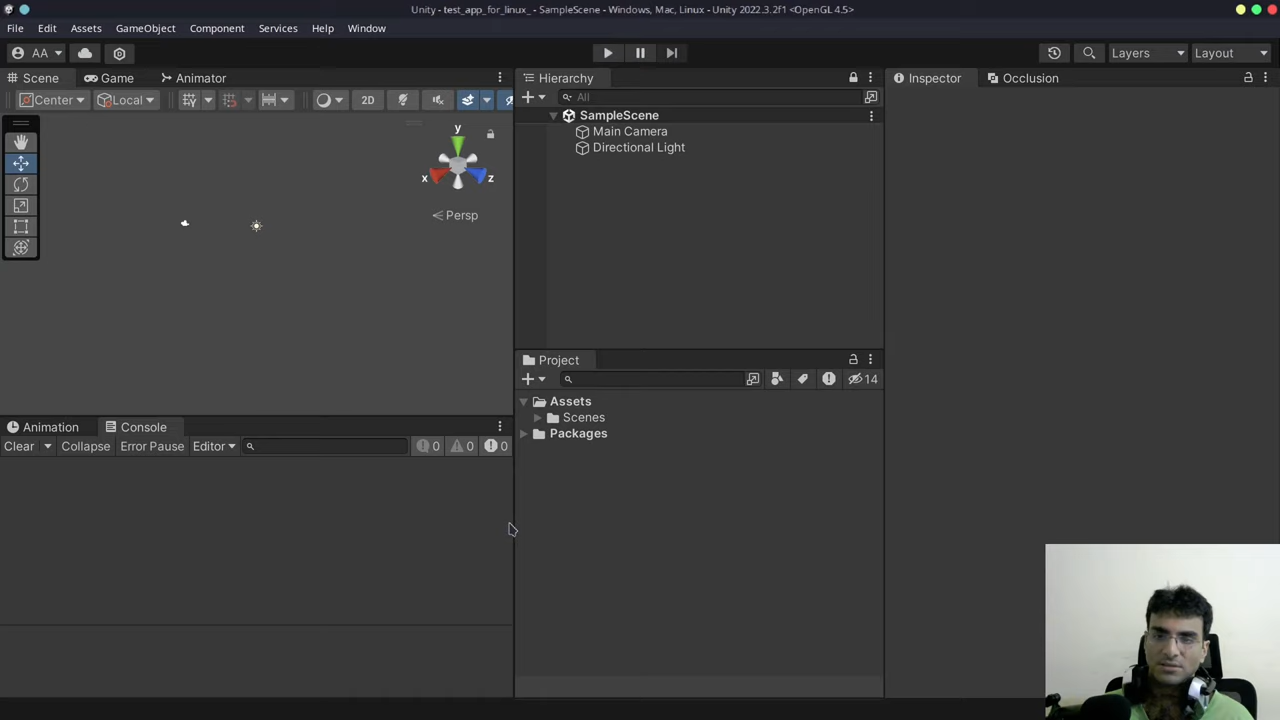 Unity - test_app_for_linux_ - SampleScene - Windows, Mac, Linux - Unity 2022.3.2f1 <OpenGL 4.5>
File Edit Assets GameObject Component Services Help Window
AA Layers Layout
Scene Game Animator
Center Local 2D
y
x z
Persp
Hierarchy
All
SampleScene
Main Camera
Directional Light
Inspector Occlusion
Project
14
Assets
Scenes
Packages
Animation Console
Clear Collapse Error Pause Editor 0 0 0